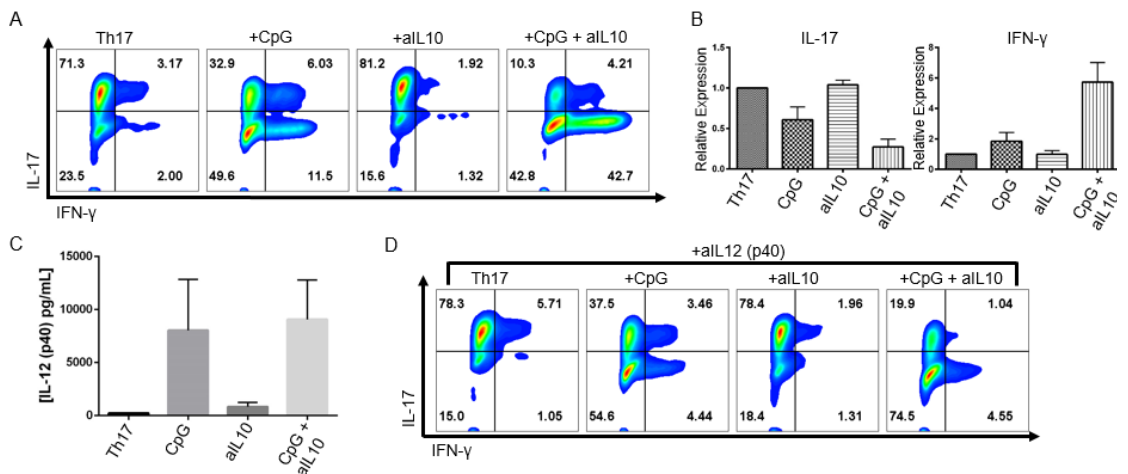 A
Th17 +CpG +aIL10 +CpG + aIL10
71.3 3.17 32.9 6.03 81.2 1.92 10.3 4.21
23.5 2.00 49.6 11.5 15.6 1.32 42.8 42.7
IL-17
IFN-γ
B
IL-17
Relative Expression
1.5
1.0
0.5
0.0
Th17 CpG aIL10 CpG + aIL10
IFN-γ
Relative Expression
8
6
4
2
0
Th17 CpG aIL10 CpG + aIL10
C
[IL-12 (p40) pg/mL]
15000
10000
5000
0
Th17 CpG aIL10 CpG + aIL10
D
+aIL12 (p40)
Th17 +CpG +aIL10 +CpG + aIL10
78.3 5.71 37.5 3.46 78.4 1.96 19.9 1.04
15.0 1.05 54.6 4.44 18.4 1.31 74.5 4.55
IL-17
IFN-γ